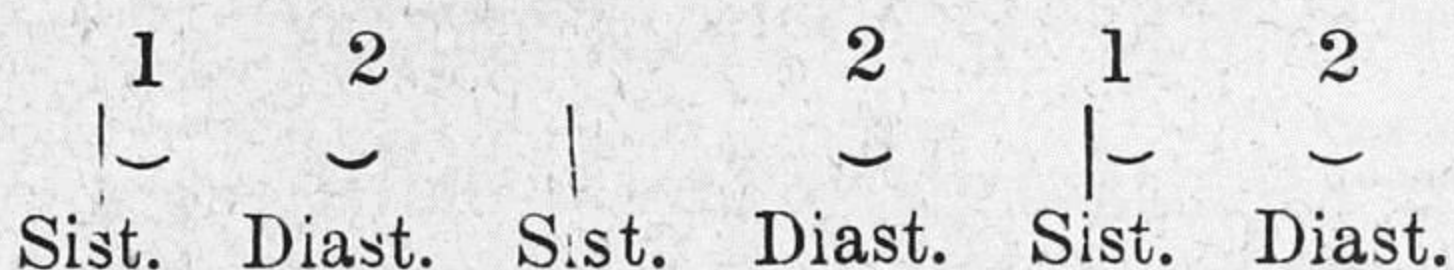 1 2 2 1 2
|⌣ ⌣ | ⌣ |⌣ ⌣
Sist. Diast. Sist. Diast. Sist. Diast.